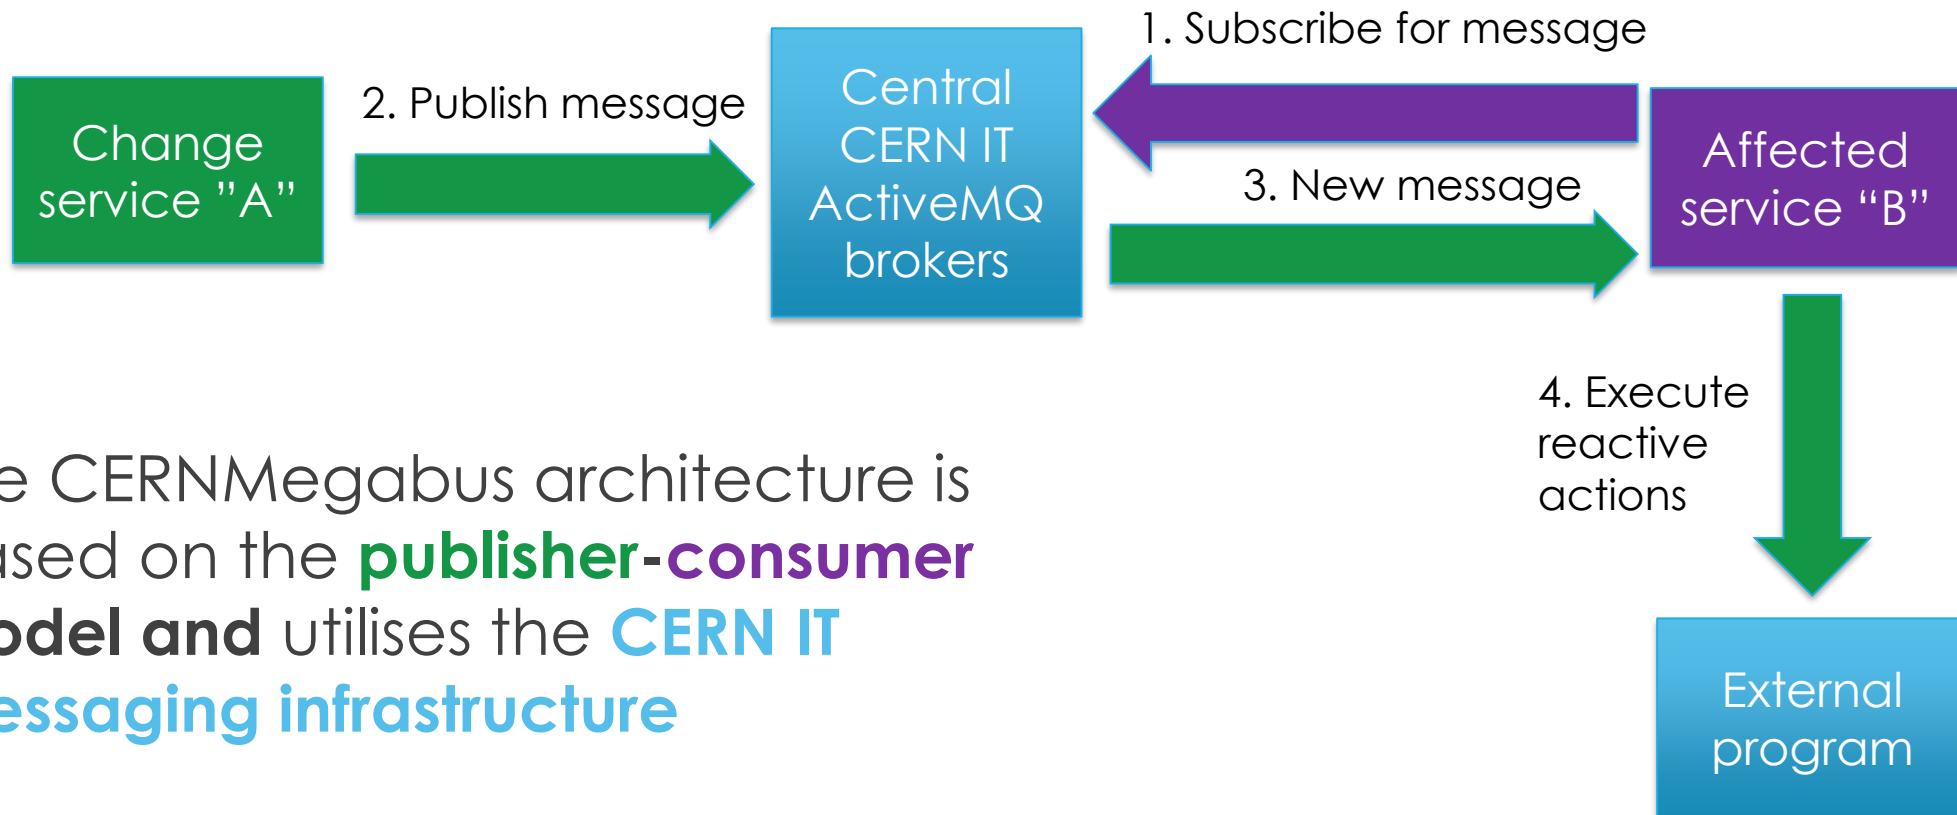 1. Subscribe for message
2. Publish message
Change
service ”A”
Central
CERN IT
ActiveMQ
brokers
3. New message
Affected
service “B”
4. Execute
reactive
actions
e CERNMegabus architecture is
ased on the publisher-consumer
odel and utilises the CERN IT
essaging infrastructure
External
program